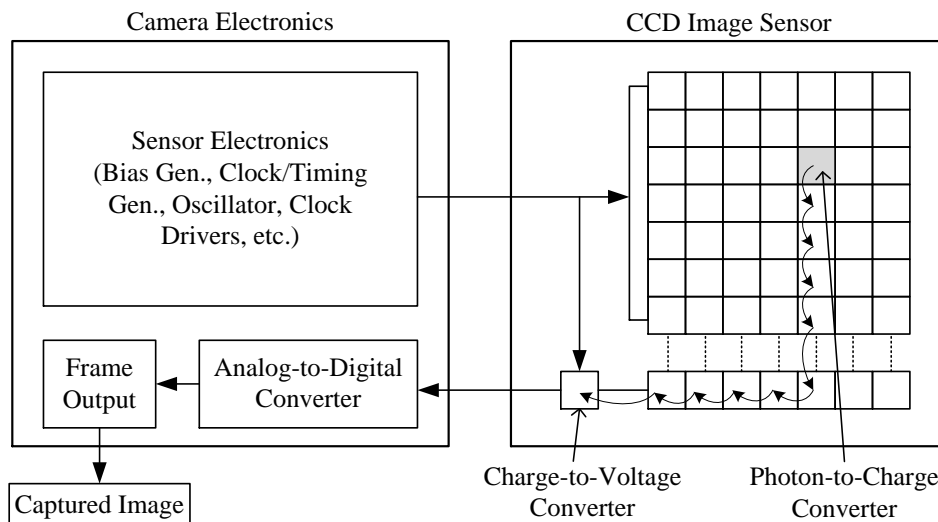 Camera Electronics
CCD Image Sensor
Sensor Electronics
(Bias Gen., Clock/Timing
Gen., Oscillator, Clock
Drivers, etc.)
Frame
Output
Analog-to-Digital
Converter
Captured Image
Charge-to-Voltage
Converter
Photon-to-Charge
Converter